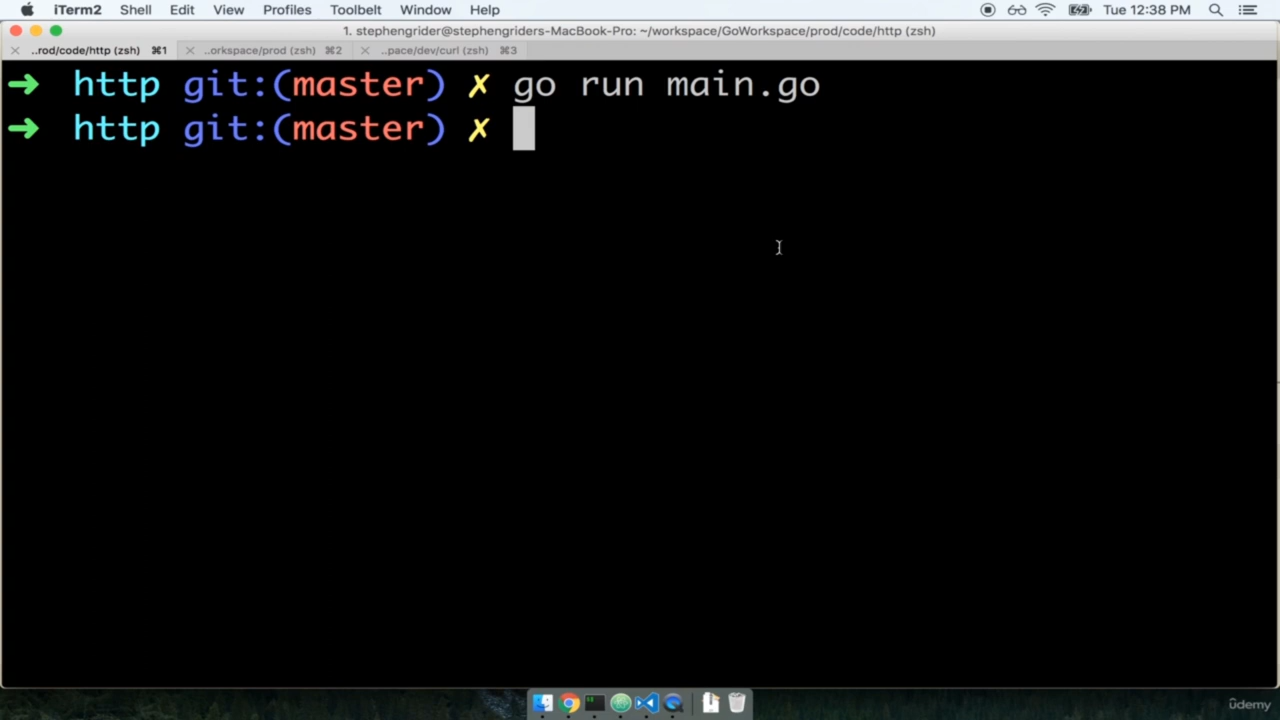 iTerm2 Shell Edit View Profiles Toolbelt Window Help Tue 12:38 PM
1. stephengrider@stephengriders-MacBook-Pro: ~/workspace/GoWorkspace/prod/code/http (zsh)
..rod/code/http (zsh) ⌘1 ..orkspace/prod (zsh) ⌘2 ..pace/dev/curl (zsh) ⌘3
➜ http git:(master) ✗ go run main.go
➜ http git:(master) ✗
ûdemy